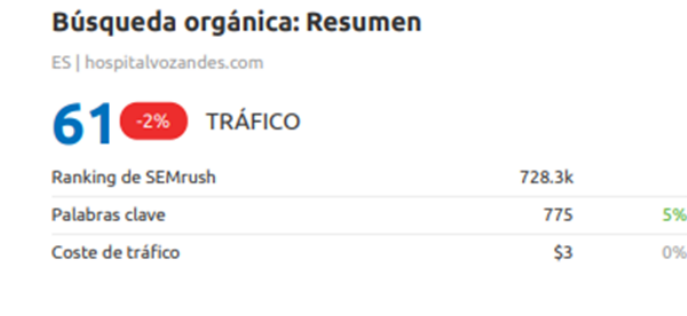 Búsqueda orgánica: Resumen
ES | hospitalvozandes.com
61 -2% TRÁFICO
Ranking de SEMrush 728.3k
Palabras clave 775 5%
Coste de tráfico $3 0%